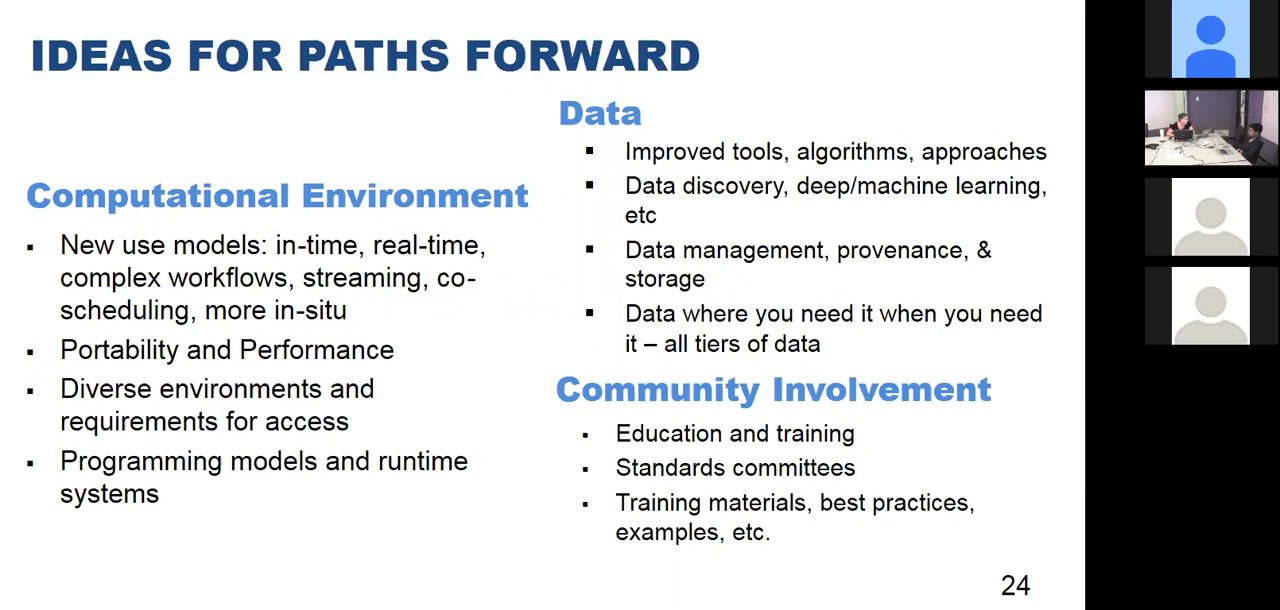 IDEAS FOR PATHS FORWARD
Computational Environment
▪ New use models: in-time, real-time,
complex workflows, streaming, co-
scheduling, more in-situ
▪ Portability and Performance
▪ Diverse environments and
requirements for access
▪ Programming models and runtime
systems
Data
▪ Improved tools, algorithms, approaches
▪ Data discovery, deep/machine learning,
etc
▪ Data management, provenance, &
storage
▪ Data where you need it when you need
it – all tiers of data
Community Involvement
▪ Education and training
▪ Standards committees
▪ Training materials, best practices,
examples, etc.
24